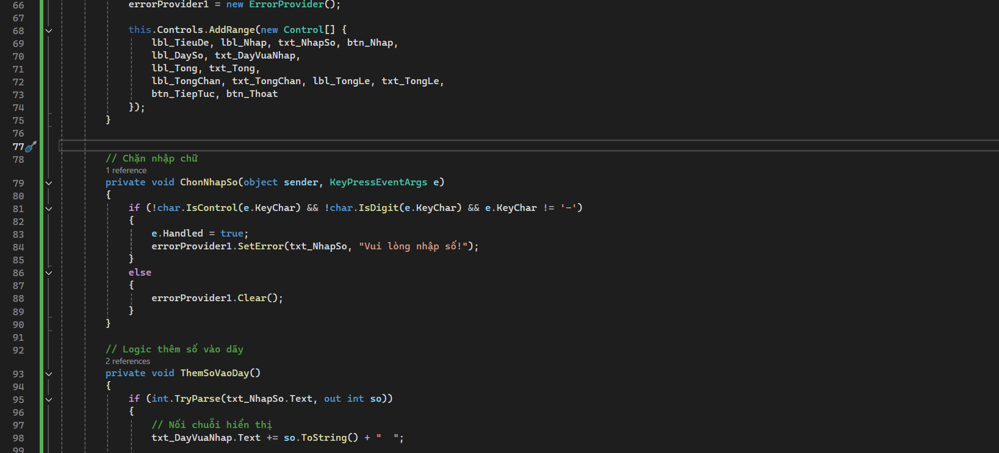 66 errorProvider1 = new ErrorProvider();
67
68 this.Controls.AddRange(new Control[] {
69 lbl_TieuDe, lbl_Nhap, txt_NhapSo, btn_Nhap,
70 lbl_DaySo, txt_DayVuaNhap,
71 lbl_Tong, txt_Tong,
72 lbl_TongChan, txt_TongChan, lbl_TongLe, txt_TongLe,
73 btn_TiepTuc, btn_Thoat
74 });
75 }
76
77
78 // Chặn nhập chữ
1 reference
79 private void ChonNhapSo(object sender, KeyPressEventArgs e)
80 {
81 if (!char.IsControl(e.KeyChar) && !char.IsDigit(e.KeyChar) && e.KeyChar != '-')
82 {
83 e.Handled = true;
84 errorProvider1.SetError(txt_NhapSo, "Vui lòng nhập số!");
85 }
86 else
87 {
88 errorProvider1.Clear();
89 }
90 }
91
92 // Logic thêm số vào dãy
2 references
93 private void ThemSoVaoDay()
94 {
95 if (int.TryParse(txt_NhapSo.Text, out int so))
96 {
97 // Nối chuỗi hiển thị
98 txt_DayVuaNhap.Text += so.ToString() + "  ";
99